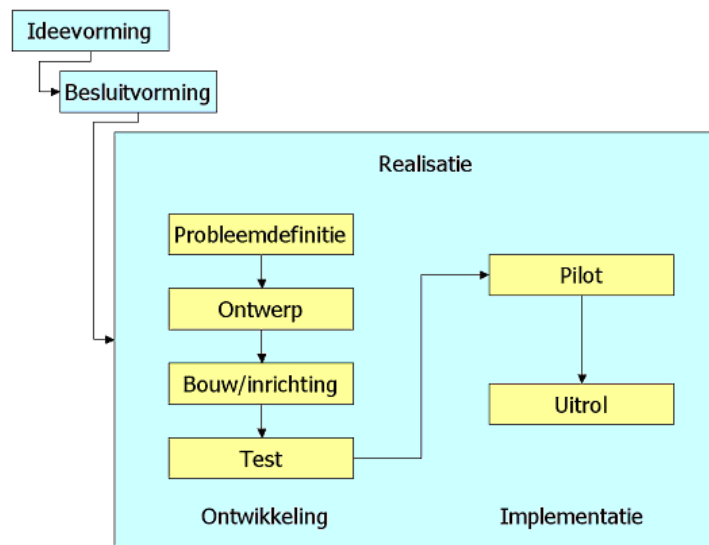 Ideevorming
Besluitvorming
Realisatie
Probleemdefinitie
Ontwerp
Bouw/inrichting
Test
Ontwikkeling
Pilot
Uitrol
Implementatie